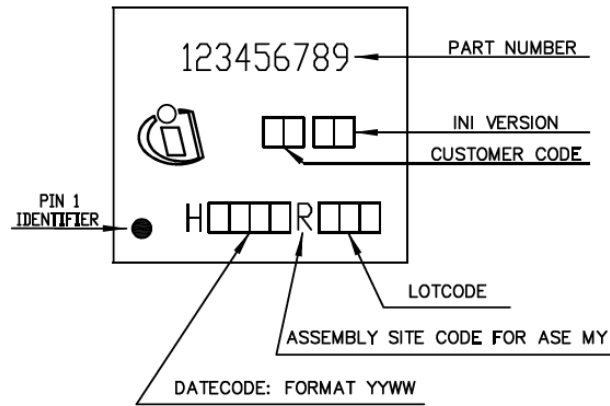 123456789
PART NUMBER
INI VERSION
CUSTOMER CODE
PIN 1
IDENTIFIER
H R
LOTCODE
ASSEMBLY SITE CODE FOR ASE MY
DATECODE: FORMAT YYWW